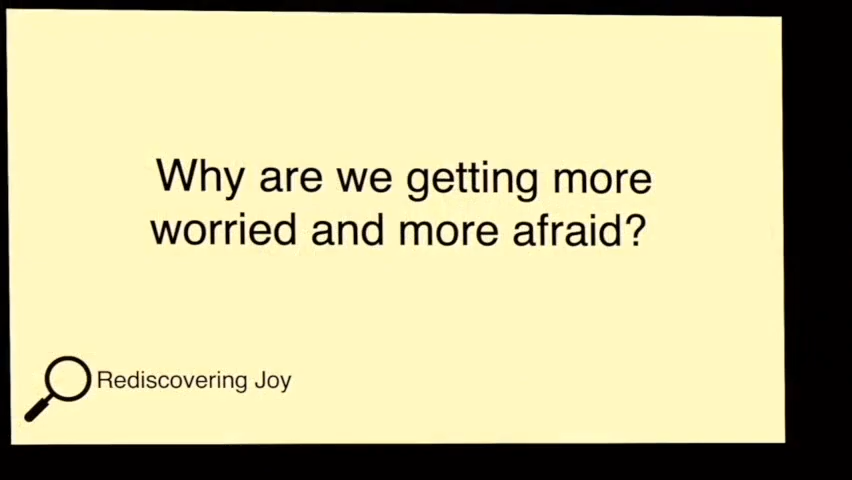 Why are we getting more
worried and more afraid?
Rediscovering Joy